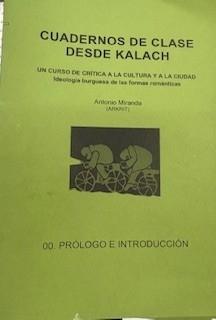 CUADERNOS DE CLASE
DESDE KALACH
UN CURSO DE CRÍTICA A LA CULTURA Y A LA CIUDAD
Ideología burguesa de las formas románticas
Antonio Miranda
(ARKRIT)
00. PRÓLOGO E INTRODUCCIÓN